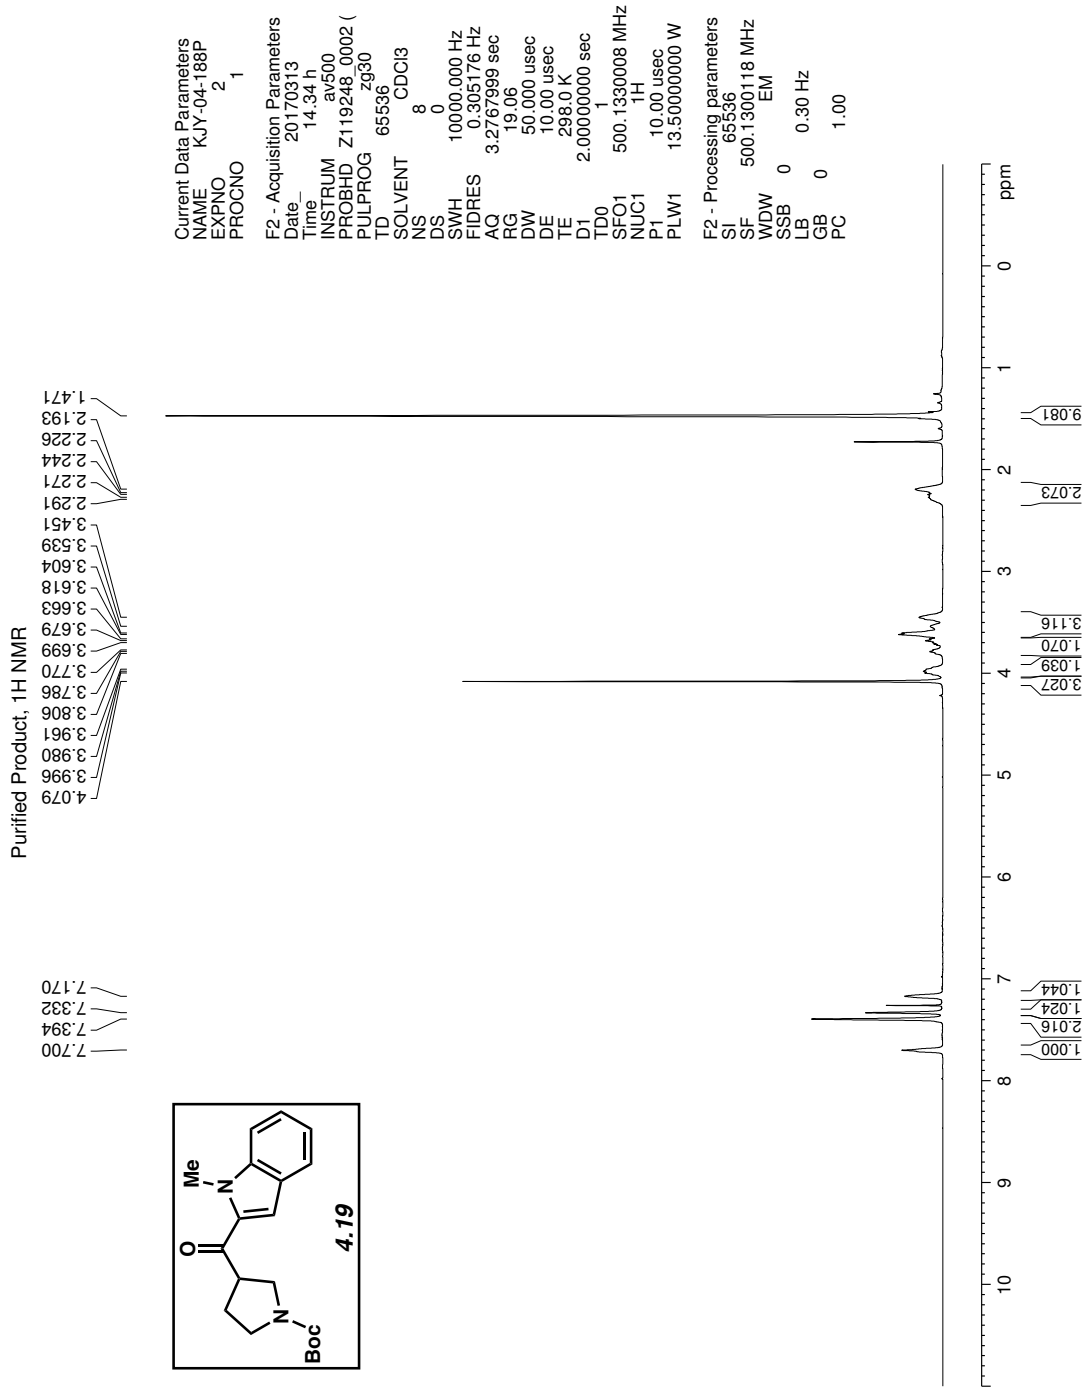 Purified Product, 1H NMR
7.700
7.394
7.332
7.170
4.079
3.996
3.980
3.961
3.806
3.786
3.770
3.699
3.679
3.663
3.618
3.604
3.539
3.451
2.291
2.271
2.244
2.226
2.193
1.471
Current Data Parameters
NAME KJY-04-188P
EXPNO 2
PROCNO 1
F2 - Acquisition Parameters
Date_ 20170313
Time 14.34 h
INSTRUM av500
PROBHD Z119248_0002 (
PULPROG zg30
TD 65536
SOLVENT CDCl3
NS 8
DS 0
SWH 10000.000 Hz
FIDRES 0.305176 Hz
AQ 3.2767999 sec
RG 19.06
DW 50.000 usec
DE 10.00 usec
TE 298.0 K
D1 2.00000000 sec
TD0 1
SFO1 500.1330008 MHz
NUC1 1H
P1 10.00 usec
PLW1 13.50000000 W
F2 - Processing parameters
SI 65536
SF 500.1300118 MHz
WDW EM
SSB 0
LB 0.30 Hz
GB 0
PC 1.00
O
Me
N
N
Boc
4.19
10 9 8 7 6 5 4 3 2 1 0 ppm
1.000
2.016
1.024
1.044
3.027
1.039
1.070
3.116
2.073
9.081